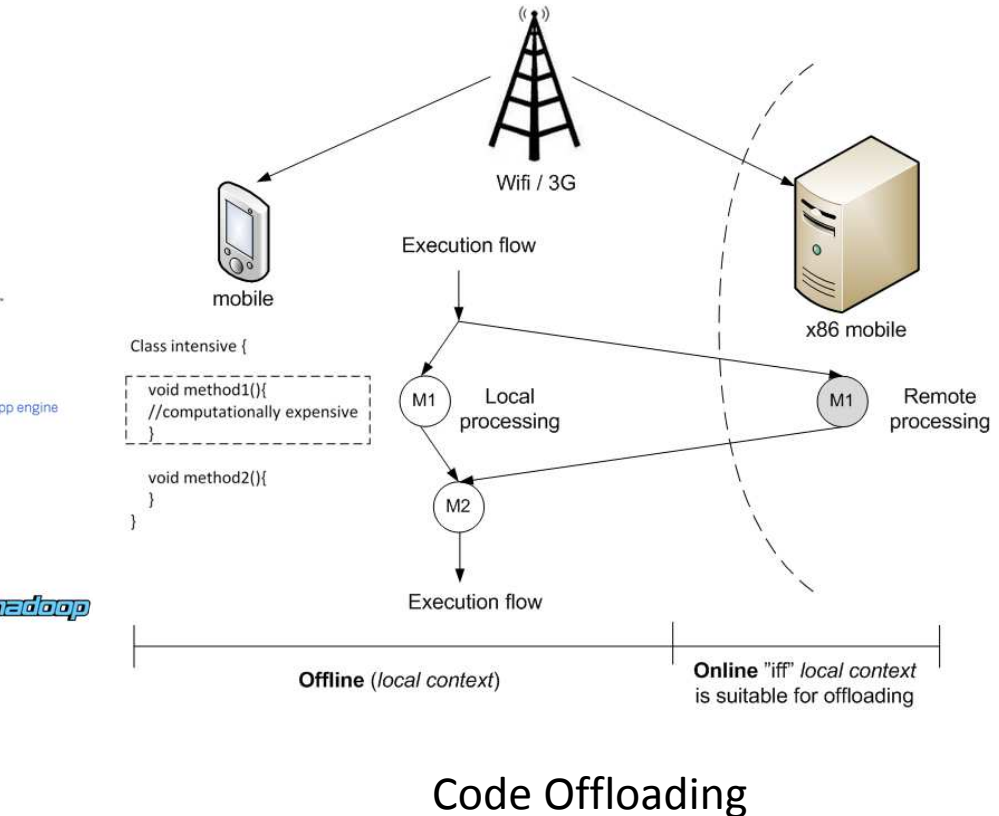 Wifi / 3G
mobile
Execution flow
x86 mobile
Class intensive {
void method1(){
//computationally expensive
}
void method2(){
}
}
M1
Local
processing
M1
Remote
processing
M2
Execution flow
engine
Offline (local context)
Online "iff" local context
is suitable for offloading
Code Offloading